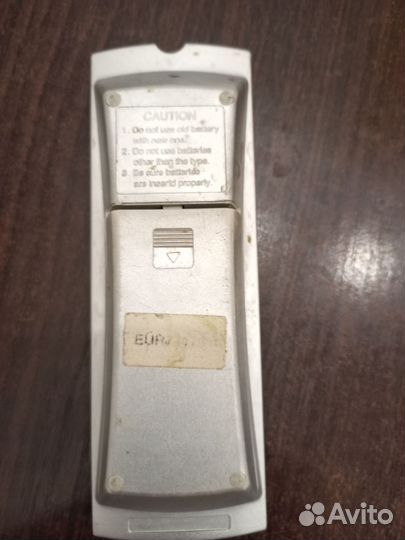 CAUTION
1. Do not use old battery
with new one.
2. Do not use batteries
other than the type.
3. Be sure batteries
are insertd properly.
EUR
Avito